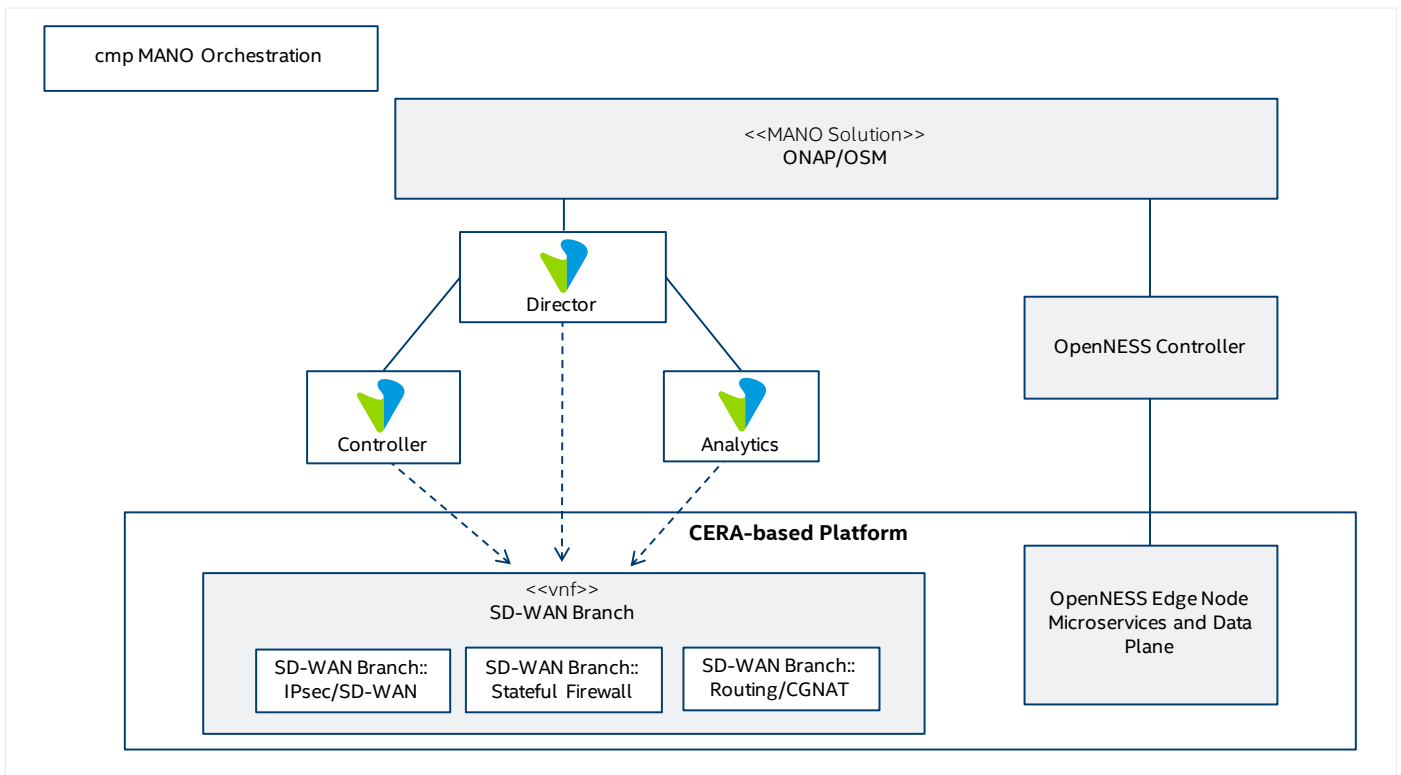 cmp MANO Orchestration
<<MANO Solution>>
ONAP/OSM
Director
OpenNESS Controller
Controller
Analytics
CERA-based Platform
<<vnf>>
SD-WAN Branch
SD-WAN Branch::
IPsec/SD-WAN
SD-WAN Branch::
Stateful Firewall
SD-WAN Branch::
Routing/CGNAT
OpenNESS Edge Node
Microservices and Data
Plane